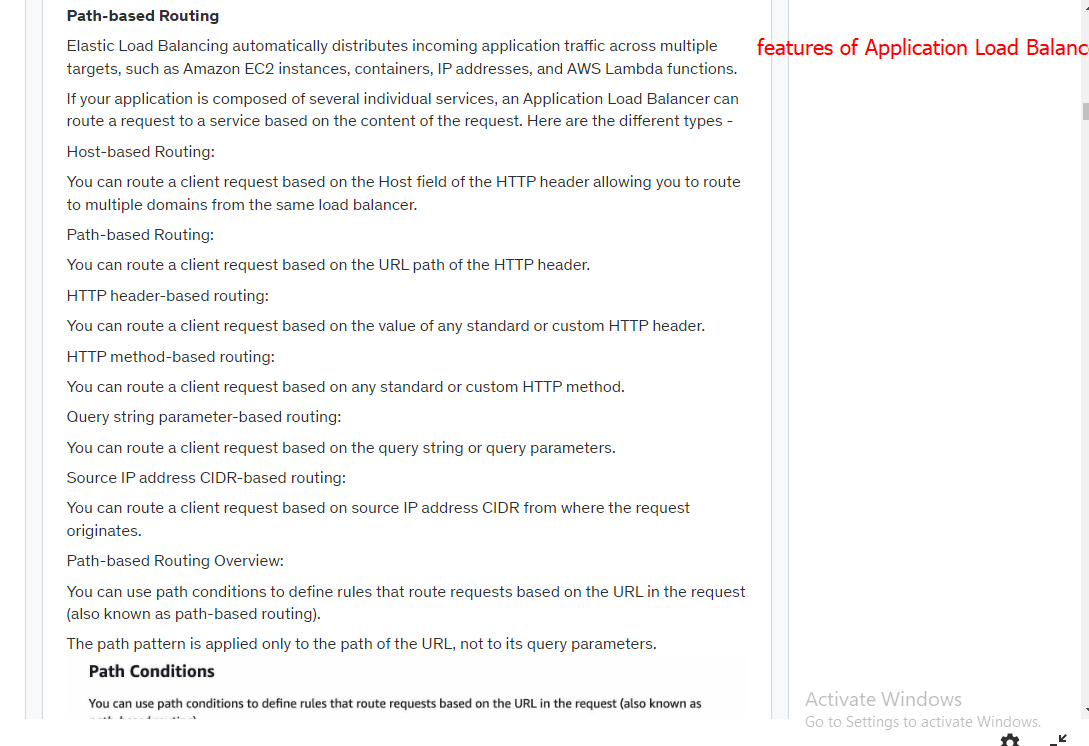 Path-based Routing
Elastic Load Balancing automatically distributes incoming application traffic across multiple
targets, such as Amazon EC2 instances, containers, IP addresses, and AWS Lambda functions.
features of Application Load Balanc
If your application is composed of several individual services, an Application Load Balancer can
route a request to a service based on the content of the request. Here are the different types -
Host-based Routing:
You can route a client request based on the Host field of the HTTP header allowing you to route
to multiple domains from the same load balancer.
Path-based Routing:
You can route a client request based on the URL path of the HTTP header.
HTTP header-based routing:
You can route a client request based on the value of any standard or custom HTTP header.
HTTP method-based routing:
You can route a client request based on any standard or custom HTTP method.
Query string parameter-based routing:
You can route a client request based on the query string or query parameters.
Source IP address CIDR-based routing:
You can route a client request based on source IP address CIDR from where the request
originates.
Path-based Routing Overview:
You can use path conditions to define rules that route requests based on the URL in the request
(also known as path-based routing).
The path pattern is applied only to the path of the URL, not to its query parameters.
Path Conditions
You can use path conditions to define rules that route requests based on the URL in the request (also known as
Activate Windows
Go to Settings to activate Windows.